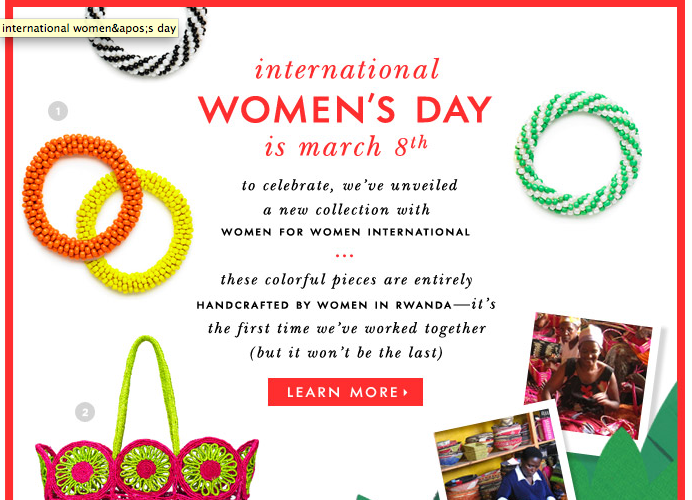 international women&apos;s day
international
WOMEN'S DAY
is march 8th
1
to celebrate, we've unveiled
a new collection with
WOMEN FOR WOMEN INTERNATIONAL
...
these colorful pieces are entirely
HANDCRAFTED BY WOMEN IN RWANDA—it's
the first time we've worked together
(but it won't be the last)
LEARN MORE
2